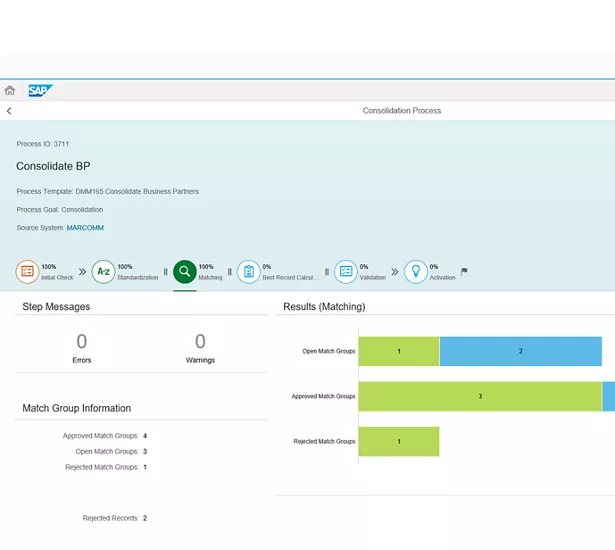 SAP
Consolidation Process
Process ID: 3711
Consolidate BP
Process Template: DMM165 Consolidate Business Partners
Process Goal: Consolidation
Source System: MARCOMM
100% 100% 100% 0% 0% 0%
A-z
Initial Check Standardization Matching Best Record Calcul... Validation Activation
Step Messages
Results (Matching)
0 0
Errors Warnings
Open Match Groups 1 2
Approved Match Groups 3
Rejected Match Groups 1
Match Group Information
Approved Match Groups: 4
Open Match Groups: 3
Rejected Match Groups: 1
Rejected Records: 2